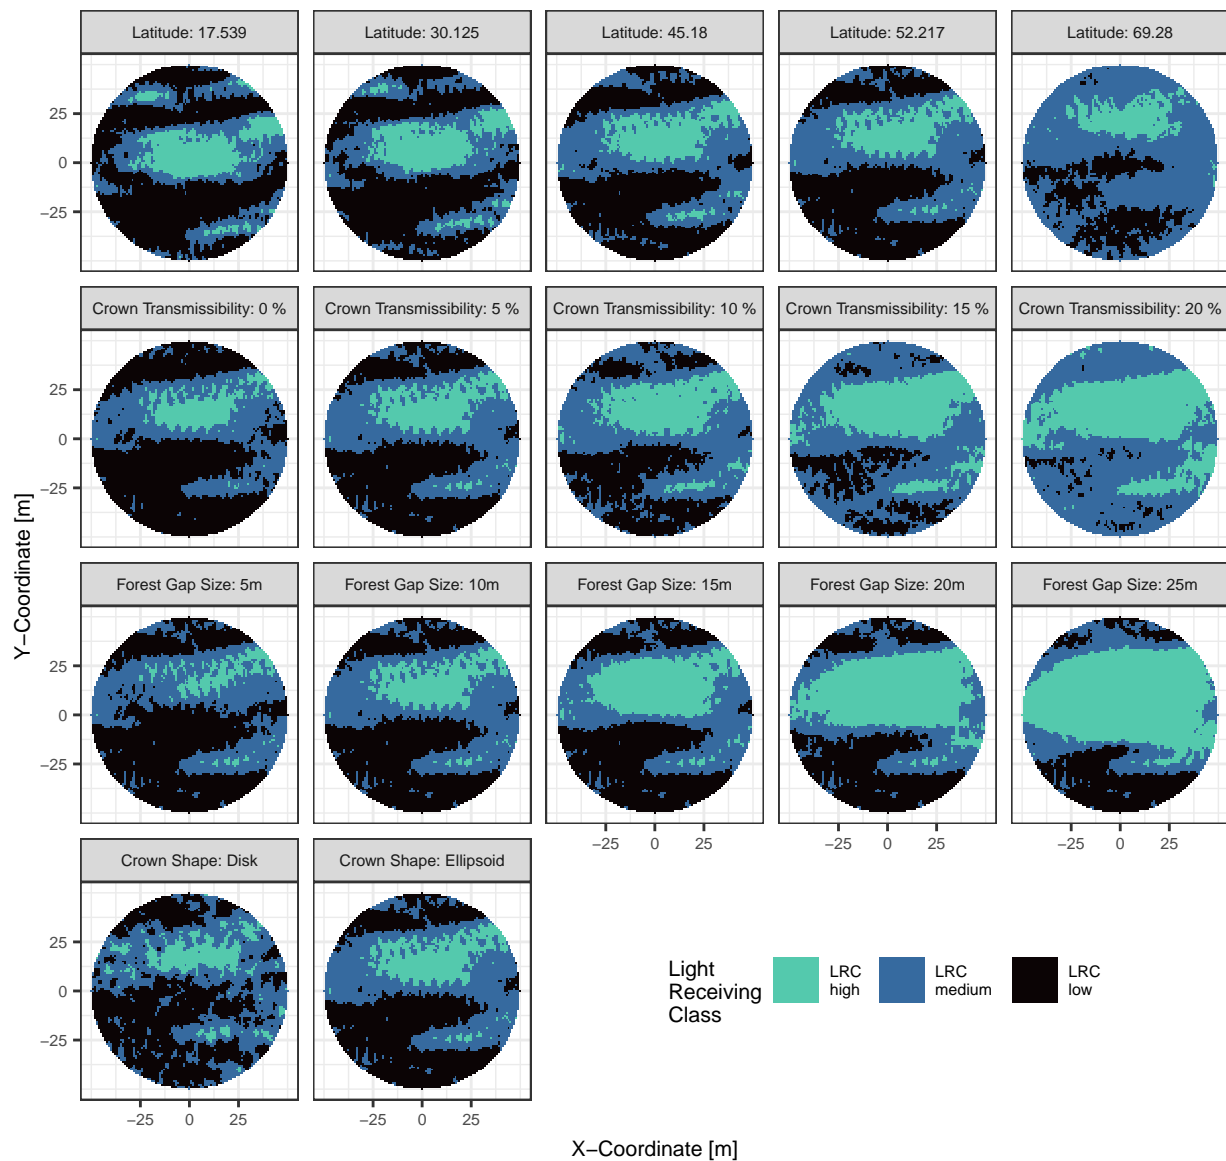 Latitude: 17.539
Latitude: 30.125
Latitude: 45.18
Latitude: 52.217
Latitude: 69.28
25
0
−25
Crown Transmissibility: 0 %
Crown Transmissibility: 5 %
Crown Transmissibility: 10 %
Crown Transmissibility: 15 %
Crown Transmissibility: 20 %
25
0
−25
Y−Coordinate [m]
Forest Gap Size: 5m
Forest Gap Size: 10m
Forest Gap Size: 15m
Forest Gap Size: 20m
Forest Gap Size: 25m
25
0
−25
−25 0 25
−25 0 25
−25 0 25
Crown Shape: Disk
Crown Shape: Ellipsoid
25
0
−25
−25 0 25
−25 0 25
Light
Receiving
Class
LRC
high
LRC
medium
LRC
low
X−Coordinate [m]